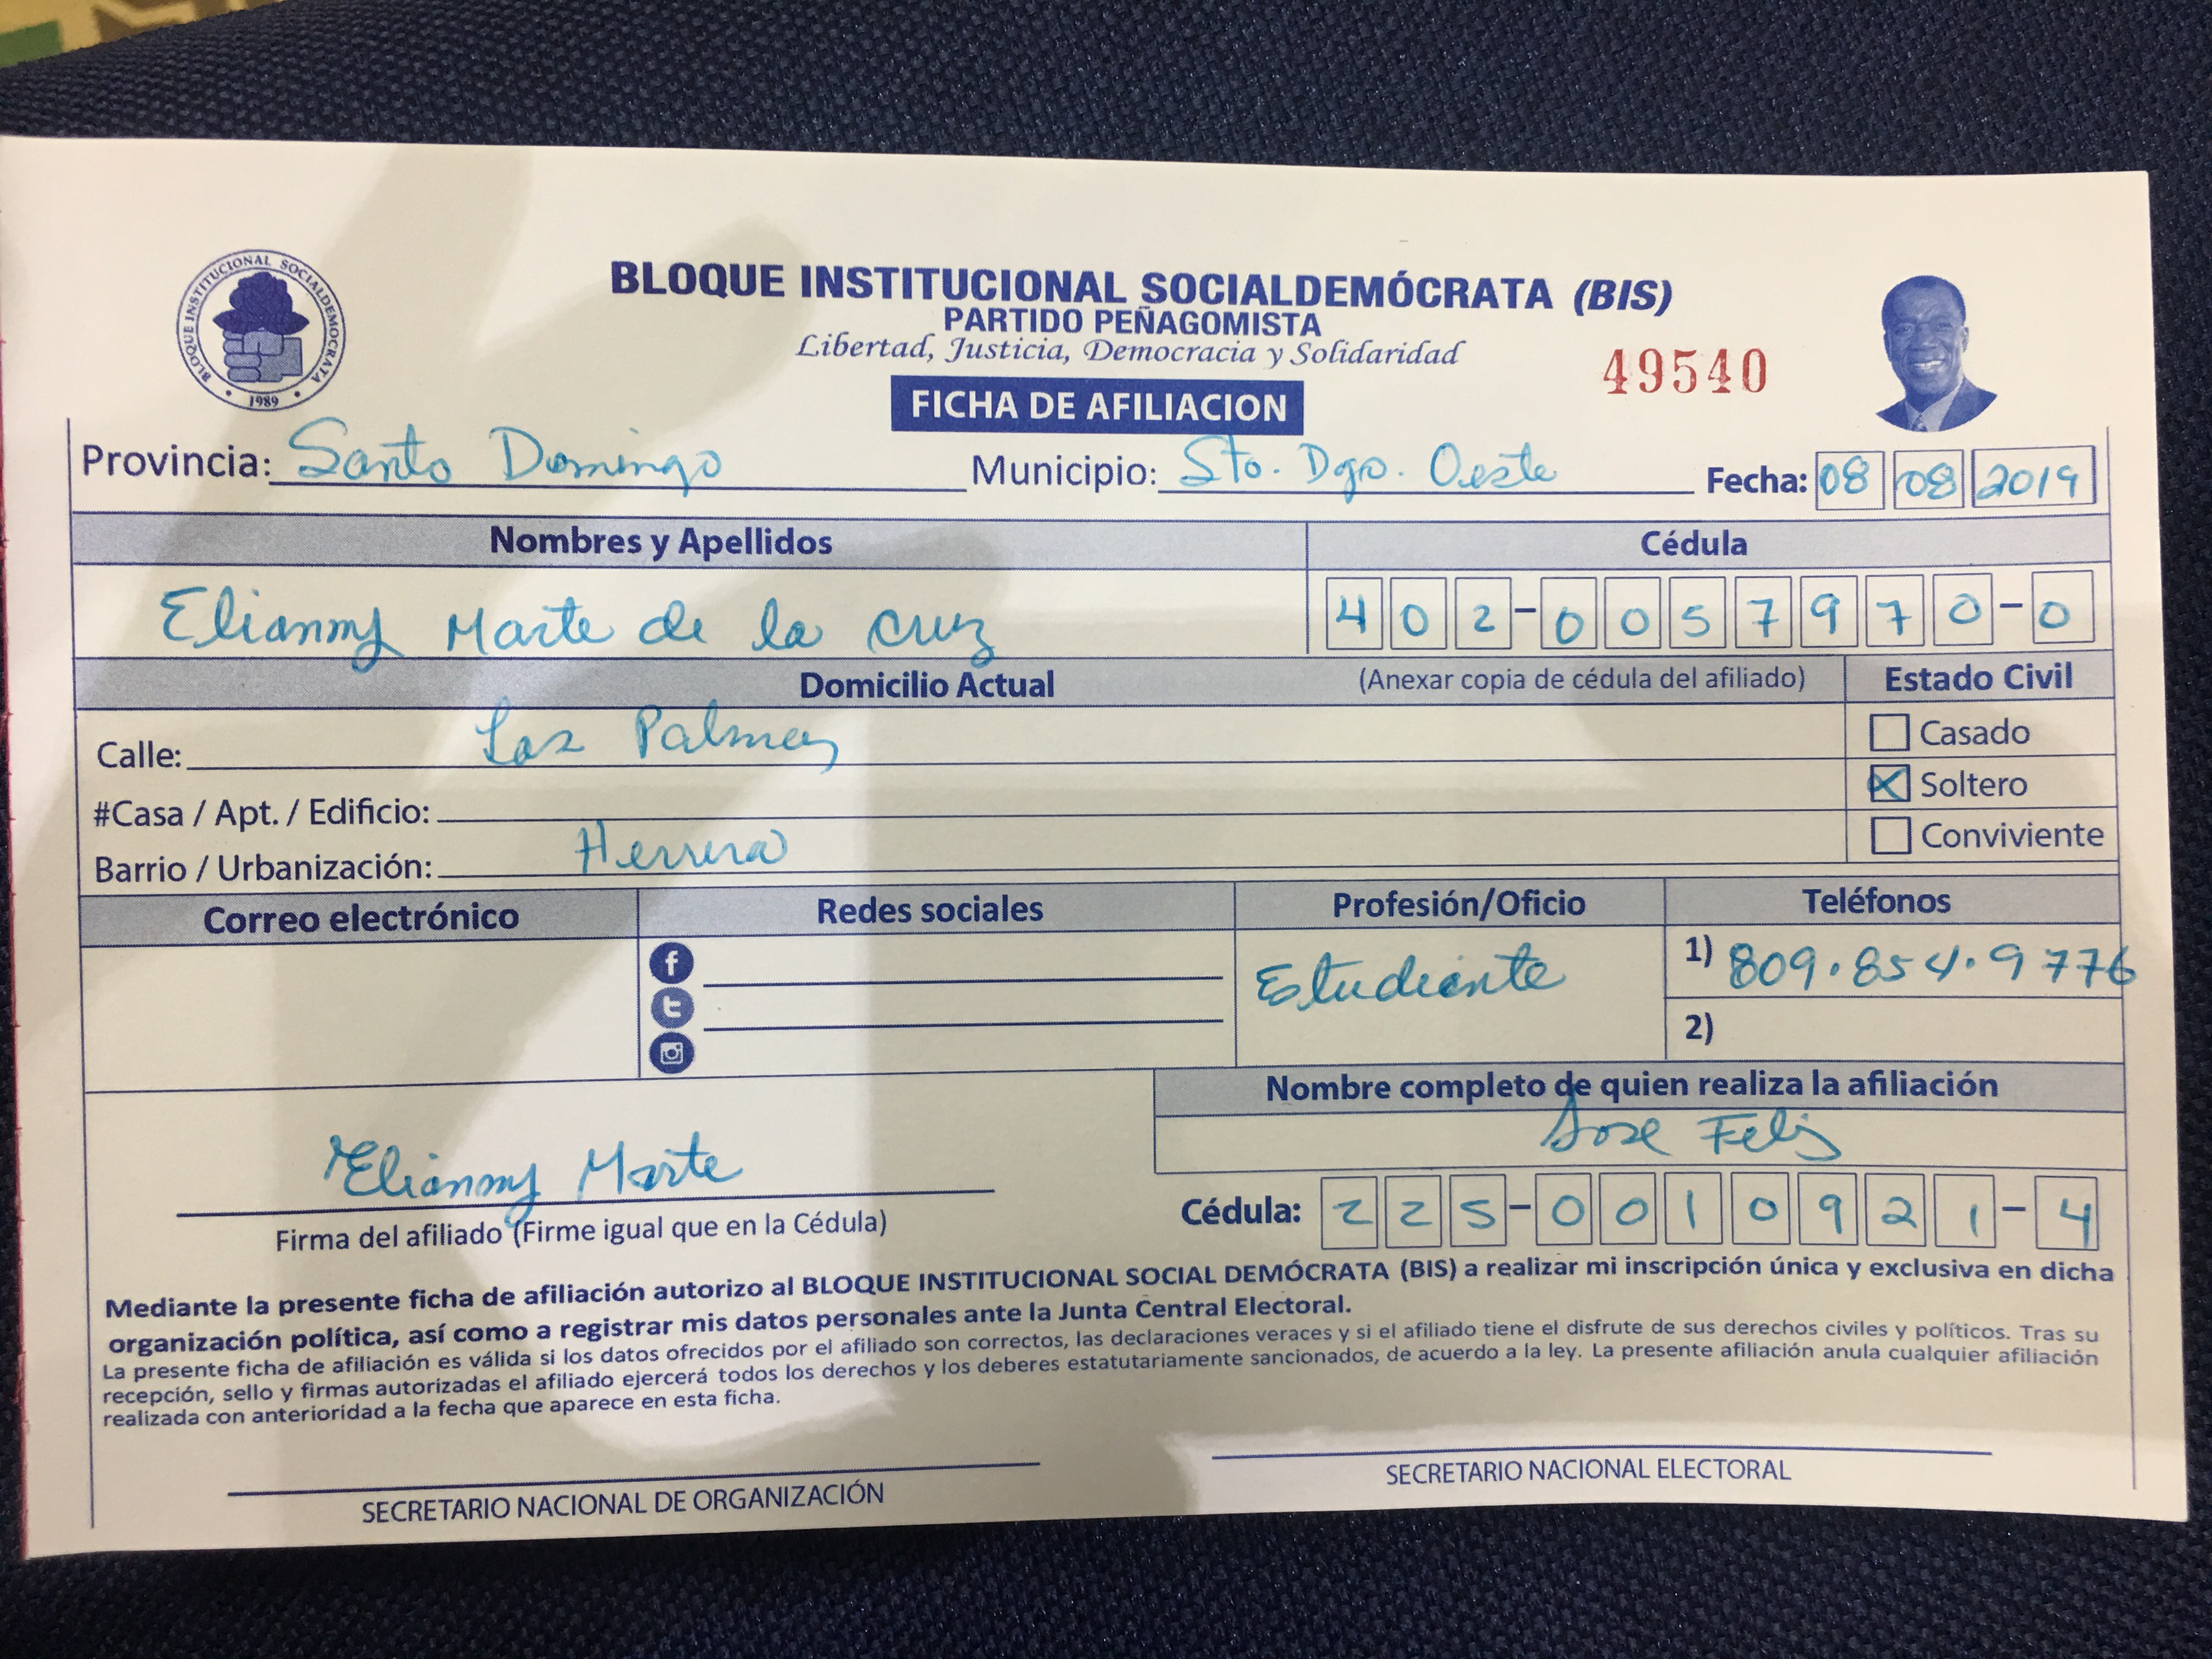 BLOQUE INSTITUCIONAL SOCIALDEMOCRATA
1989
BLOQUE INSTITUCIONAL SOCIALDEMÓCRATA (BIS)
PARTIDO PEÑAGOMISTA
Libertad, Justicia, Democracia y Solidaridad
49540
FICHA DE AFILIACION
Provincia: Santo Domingo Municipio: Sto. Dgo. Oeste Fecha: 08 08 2019
Nombres y Apellidos Cédula
Elianny Marte de la Cruz 402-0057970-0
Domicilio Actual (Anexar copia de cédula del afiliado) Estado Civil
Calle: Las Palmas Casado
#Casa / Apt. / Edificio: Soltero
Barrio / Urbanización: Herrera Conviviente
Correo electrónico Redes sociales Profesión/Oficio Teléfonos
Estudiante 1) 809.854.9776
2)
Nombre completo de quien realiza la afiliación
Jose Feliz
Elianny Marte
Cédula: 225-0010921-4
Firma del afiliado (Firme igual que en la Cédula)
Mediante la presente ficha de afiliación autorizo al BLOQUE INSTITUCIONAL SOCIAL DEMÓCRATA (BIS) a realizar mi inscripción única y exclusiva en dicha
organización política, así como a registrar mis datos personales ante la Junta Central Electoral.
La presente ficha de afiliación es válida si los datos ofrecidos por el afiliado son correctos, las declaraciones veraces y si el afiliado tiene el disfrute de sus derechos civiles y políticos. Tras su
recepción, sello y firmas autorizadas el afiliado ejercerá todos los derechos y los deberes estatutariamente sancionados, de acuerdo a la ley. La presente afiliación anula cualquier afiliación
realizada con anterioridad a la fecha que aparece en esta ficha.
SECRETARIO NACIONAL DE ORGANIZACIÓN SECRETARIO NACIONAL ELECTORAL